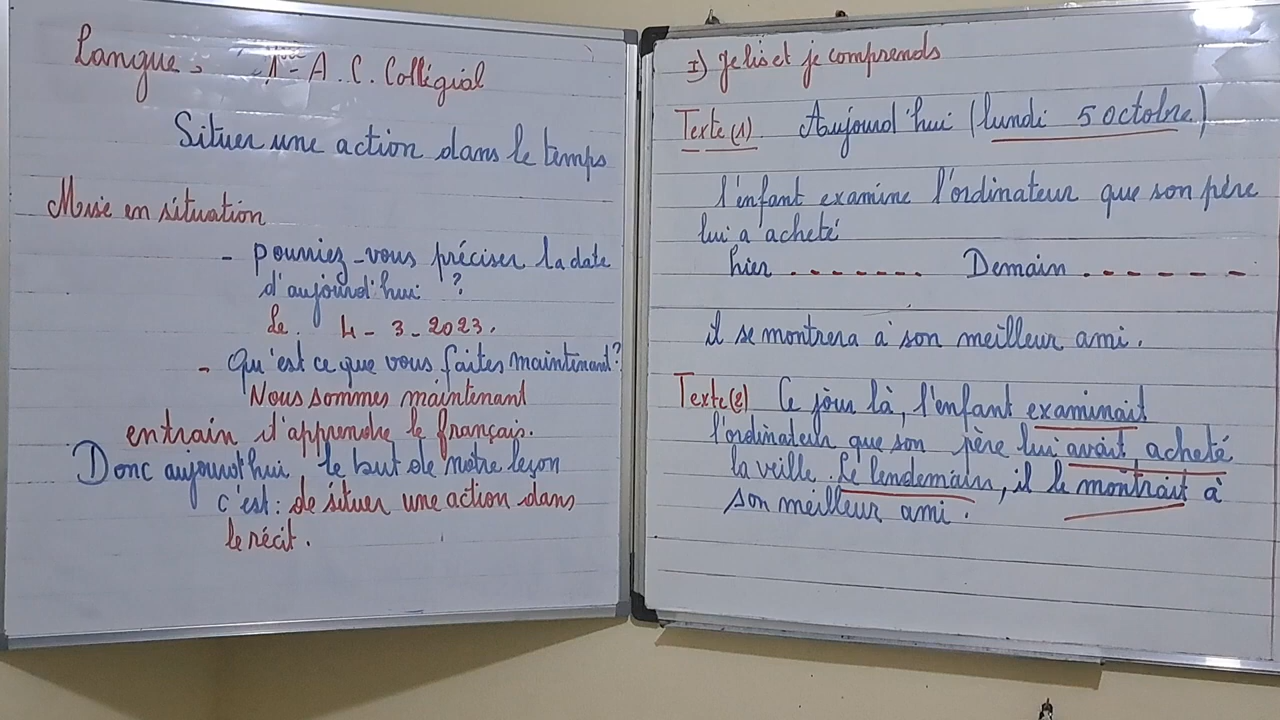 Langue : 1ère A.C. Collégial
Situer une action dans le temps
Mise en situation
- pourriez-vous préciser la date
d'aujourd'hui ?
Le. 4 - 3 - 2023.
- Qu'est ce que vous faites maintenant ?
Nous sommes maintenant
entrain d'apprendre le français.
Donc aujourd'hui le but de notre leçon
c'est : de situer une action dans
le récit.
I) Je lis et je comprends
Texte (1) Aujourd'hui (lundi 5 octobre)
l'enfant examine l'ordinateur que son père
lui a acheté
hier ....... Demain ......
il se montrera à son meilleur ami.
Texte (2) Ce jour là, l'enfant examinait
l'ordinateur que son père lui avait acheté
la veille. Le lendemain, il le montrait à
son meilleur ami.